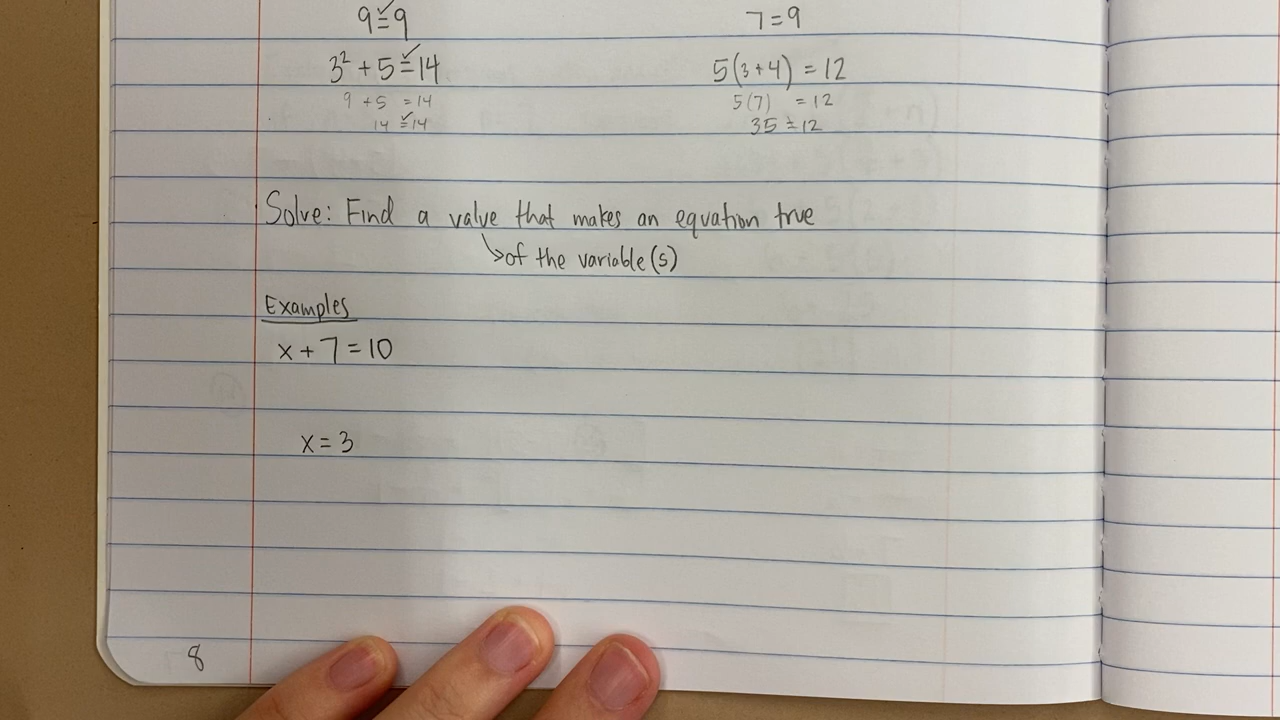 9 = 9 ✓
7 = 9
3² + 5 = 14 ✓
5(3+4) = 12
9 + 5 = 14
5(7) = 12
14 = 14 ✓
35 ≟ 12
Solve: Find a value that makes an equation true
↳ of the variable(s)
Examples
x + 7 = 10
x = 3
8